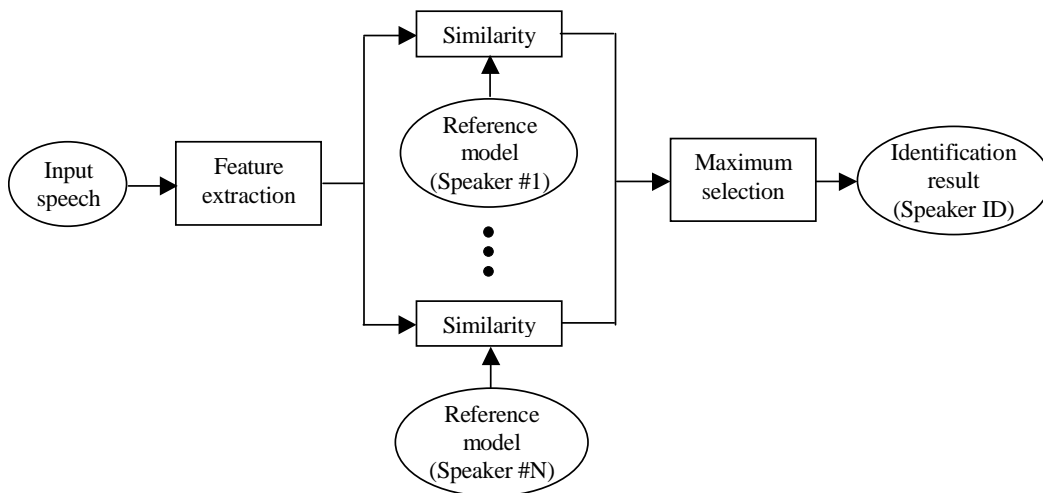 Similarity
Reference
model
(Speaker #1)
Input
speech
Feature
extraction
Maximum
selection
Identification
result
(Speaker ID)
Similarity
Reference
model
(Speaker #N)